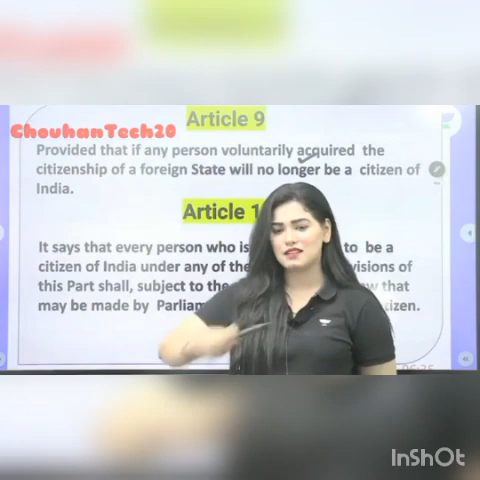 Article 9
ChouhanTech20
Provided that if any person voluntarily acquired the
citizenship of a foreign State will no longer be a citizen of
India.
Article 1
It says that every person who is to be a
citizen of India under any of the visions of
this Part shall, subject to the w that
may be made by Parliam izen.
InShOt